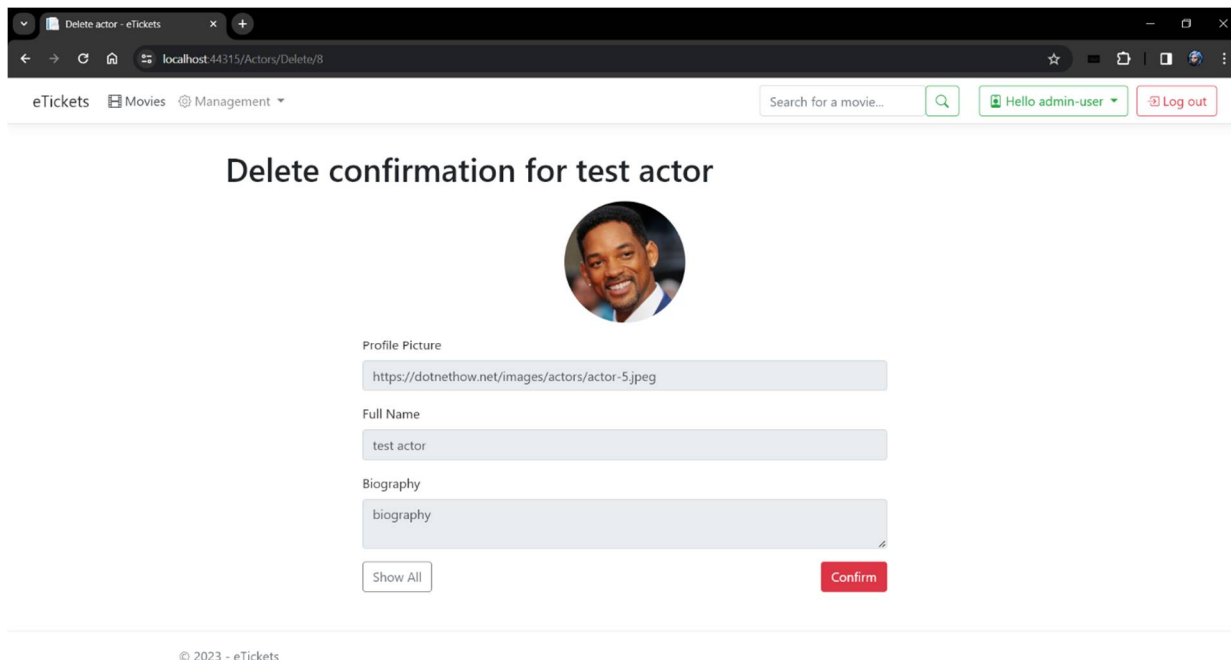 Delete actor - eTickets
localhost:44315/Actors/Delete/8
eTickets Movies Management Search for a movie... Hello admin-user Log out
Delete confirmation for test actor
Profile Picture
https://dotnethow.net/images/actors/actor-5.jpeg
Full Name
test actor
Biography
biography
Show All Confirm
© 2023 - eTickets